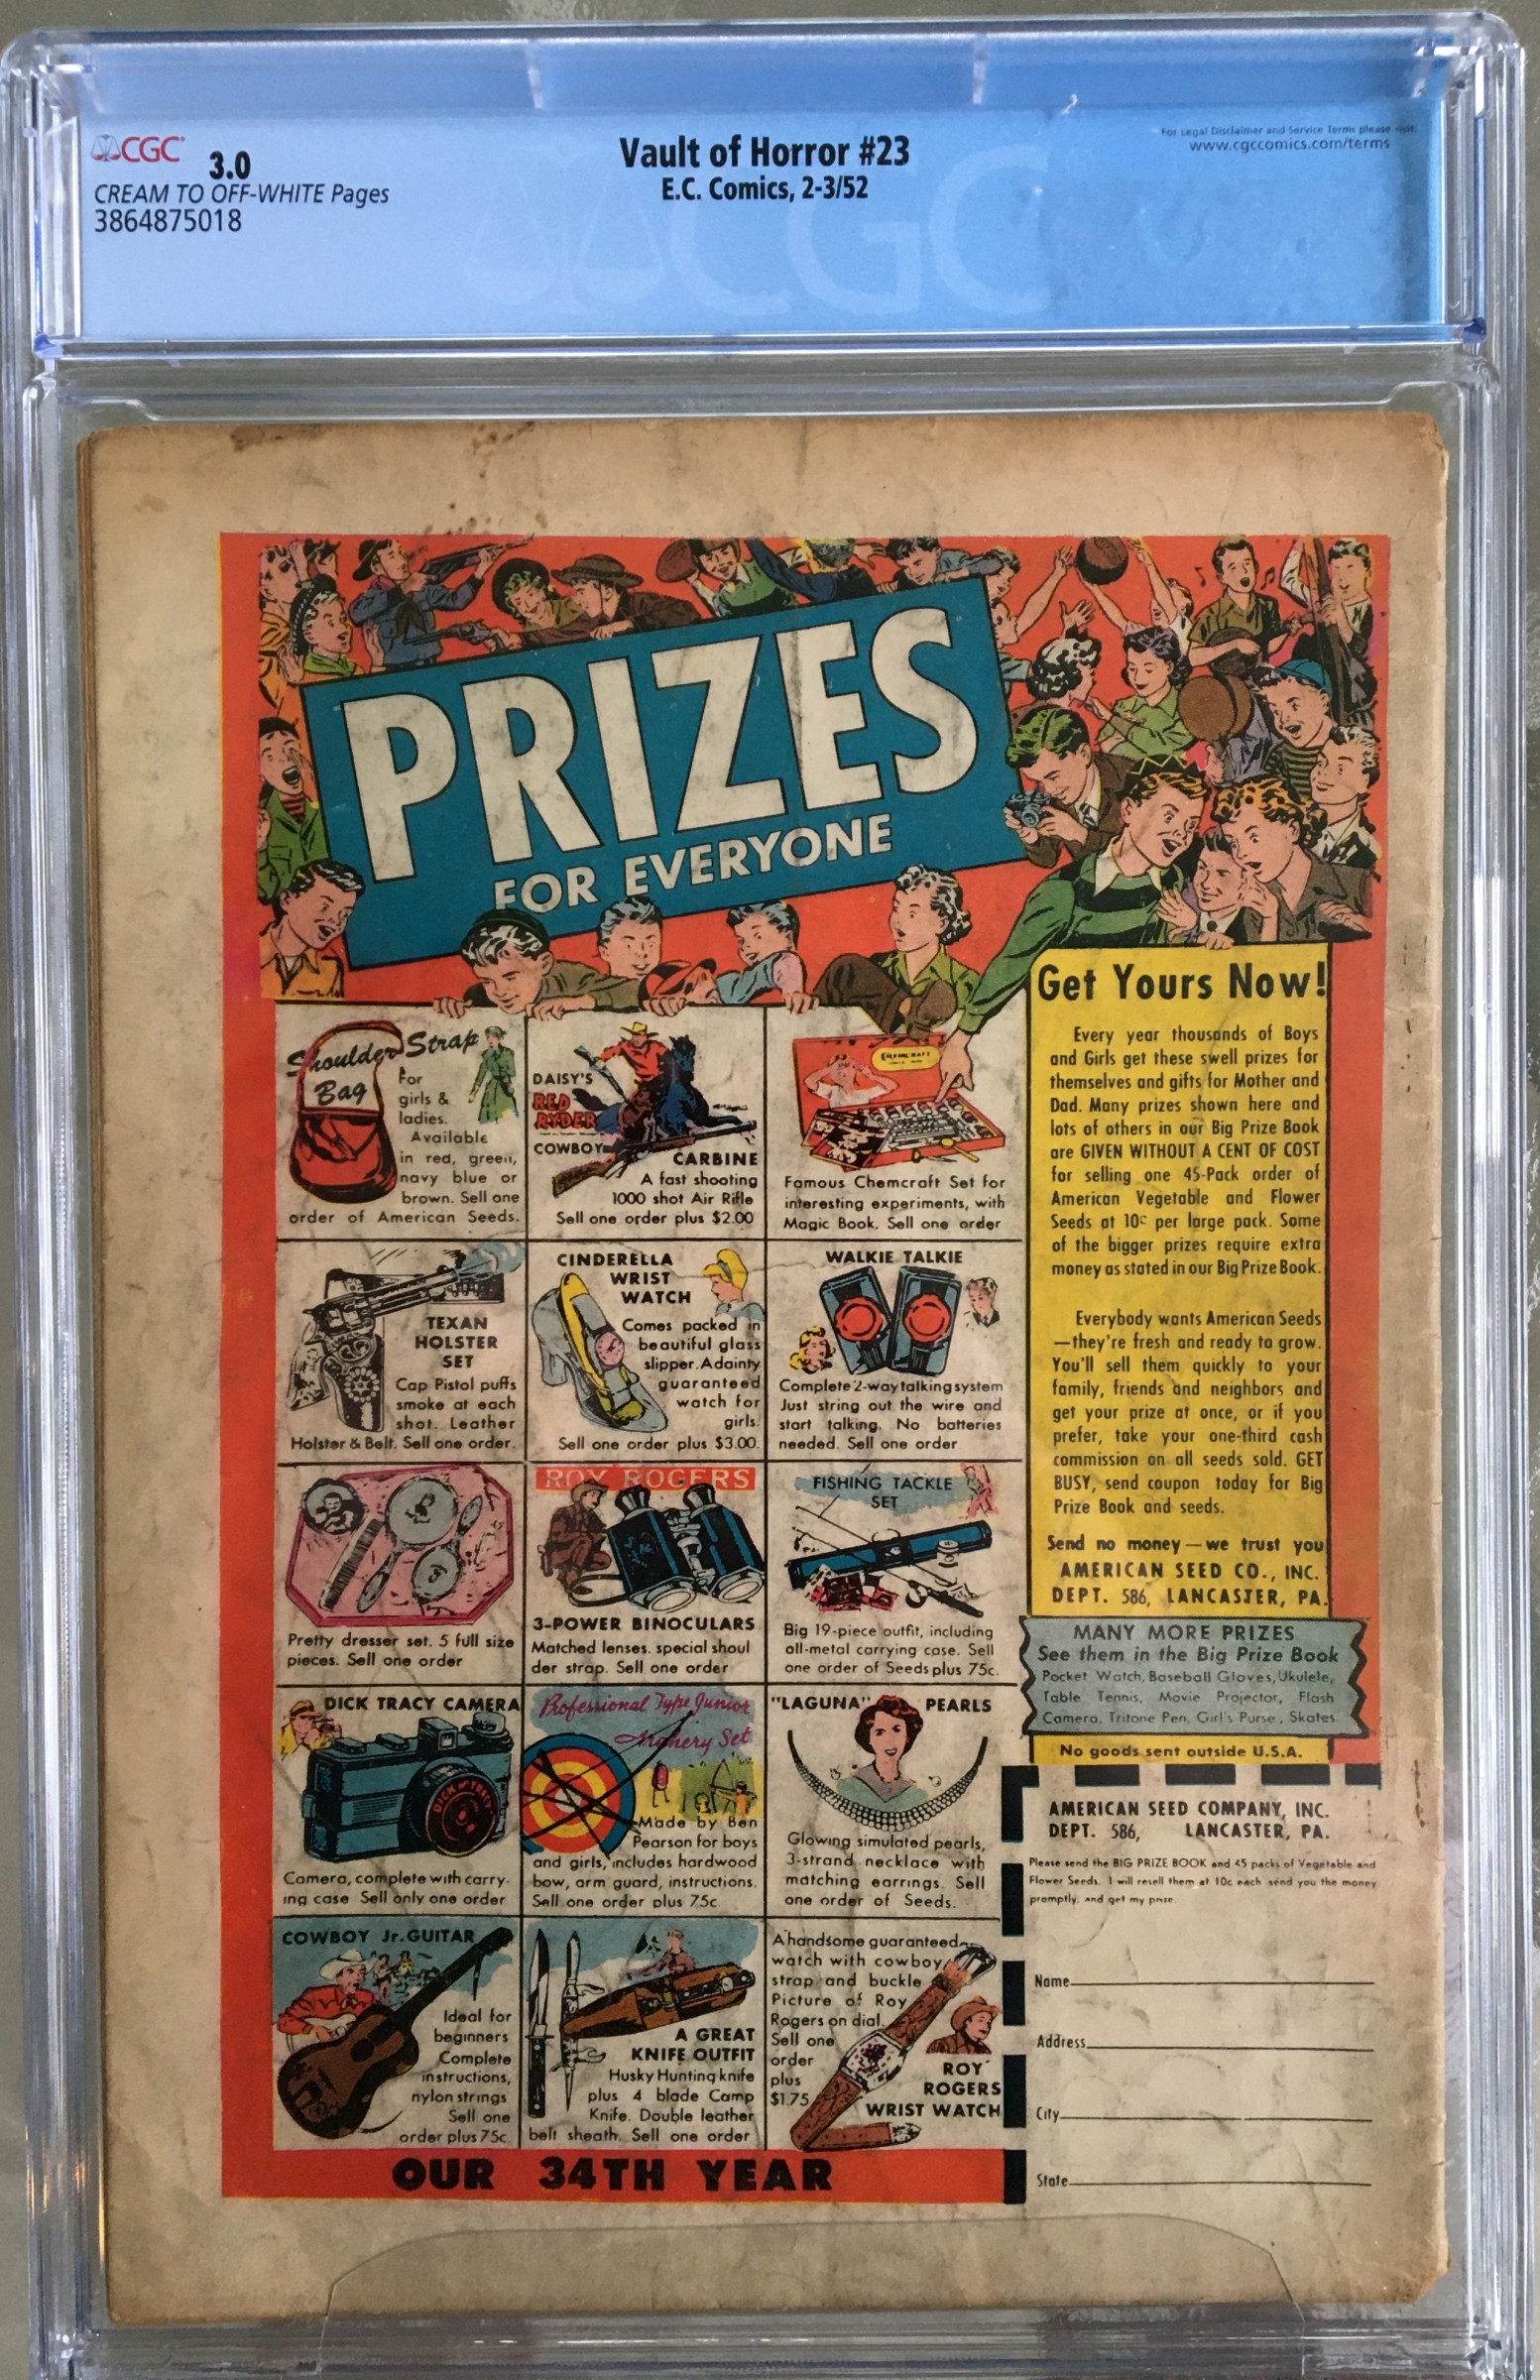 CGC 3.0
CREAM TO OFF-WHITE Pages
3864875018
Vault of Horror #23
E.C. Comics, 2-3/52
For Legal Disclaimer and Service Terms please visit:
www.cgccomics.com/terms
CGC
PRIZES
FOR EVERYONE
Shoulder Strap
Bag
For
girls &
ladies.
Available
in red, green,
navy blue or
brown. Sell one
order of American Seeds.
DAISY'S
RED
RYDER
COWBOY
CARBINE
A fast shooting
1000 shot Air Rifle
Sell one order plus $2.00
CHEMCRAFT
Famous Chemcraft Set for
interesting experiments, with
Magic Book. Sell one order
TEXAN
HOLSTER
SET
Cap Pistol puffs
smoke at each
shot. Leather
Holster & Belt. Sell one order.
CINDERELLA
WRIST
WATCH
Comes packed in
beautiful glass
slipper. A dainty
guaranteed
watch for
girls.
Sell one order plus $3.00.
WALKIE TALKIE
Complete 2-way talking system
Just string out the wire and
start talking. No batteries
needed. Sell one order
Pretty dresser set. 5 full size
pieces. Sell one order
ROY ROGERS
3-POWER BINOCULARS
Matched lenses. special shoul
der strap. Sell one order
FISHING TACKLE
SET
Big 19-piece outfit, including
all-metal carrying case. Sell
one order of Seeds plus 75c.
DICK TRACY CAMERA
DICK TRACY
Camera, complete with carry-
ing case Sell only one order
Professional Type Junior
Archery Set
Made by Ben
Pearson for boys
and girls, includes hardwood
bow, arm guard, instructions.
Sell one order plus 75c
"LAGUNA" PEARLS
Glowing simulated pearls,
3-strand necklace with
matching earrings. Sell
one order of Seeds.
COWBOY Jr. GUITAR
Ideal for
beginners
Complete
instructions,
nylon strings
Sell one
order plus 75c.
A GREAT
KNIFE OUTFIT
Husky Hunting knife
plus 4 blade Camp
Knife. Double leather
belt sheath. Sell one order
A handsome guaranteed
watch with cowboy
strap and buckle
Picture of Roy
Rogers on dial.
Sell one
order
plus
$1.75
ROY
ROGERS
WRIST WATCH
OUR 34TH YEAR
Get Yours Now!
Every year thousands of Boys
and Girls get these swell prizes for
themselves and gifts for Mother and
Dad. Many prizes shown here and
lots of others in our Big Prize Book
are GIVEN WITHOUT A CENT OF COST
for selling one 45-Pack order of
American Vegetable and Flower
Seeds at 10c per large pack. Some
of the bigger prizes require extra
money as stated in our Big Prize Book.
Everybody wants American Seeds
—they're fresh and ready to grow.
You'll sell them quickly to your
family, friends and neighbors and
get your prize at once, or if you
prefer, take your one-third cash
commission on all seeds sold. GET
BUSY, send coupon today for Big
Prize Book and seeds.
Send no money—we trust you
AMERICAN SEED CO., INC.
DEPT. 586, LANCASTER, PA.
MANY MORE PRIZES
See them in the Big Prize Book
Pocket Watch, Baseball Gloves, Ukulele,
Table Tennis, Movie Projector, Flash
Camera, Tritone Pen, Girl's Purse, Skates
No goods sent outside U.S.A.
AMERICAN SEED COMPANY, INC.
DEPT. 586, LANCASTER, PA.
Please send the BIG PRIZE BOOK and 45 packs of Vegetable and
Flower Seeds. I will resell them at 10c each send you the money
promptly, and get my prize.
Name
Address
City
State